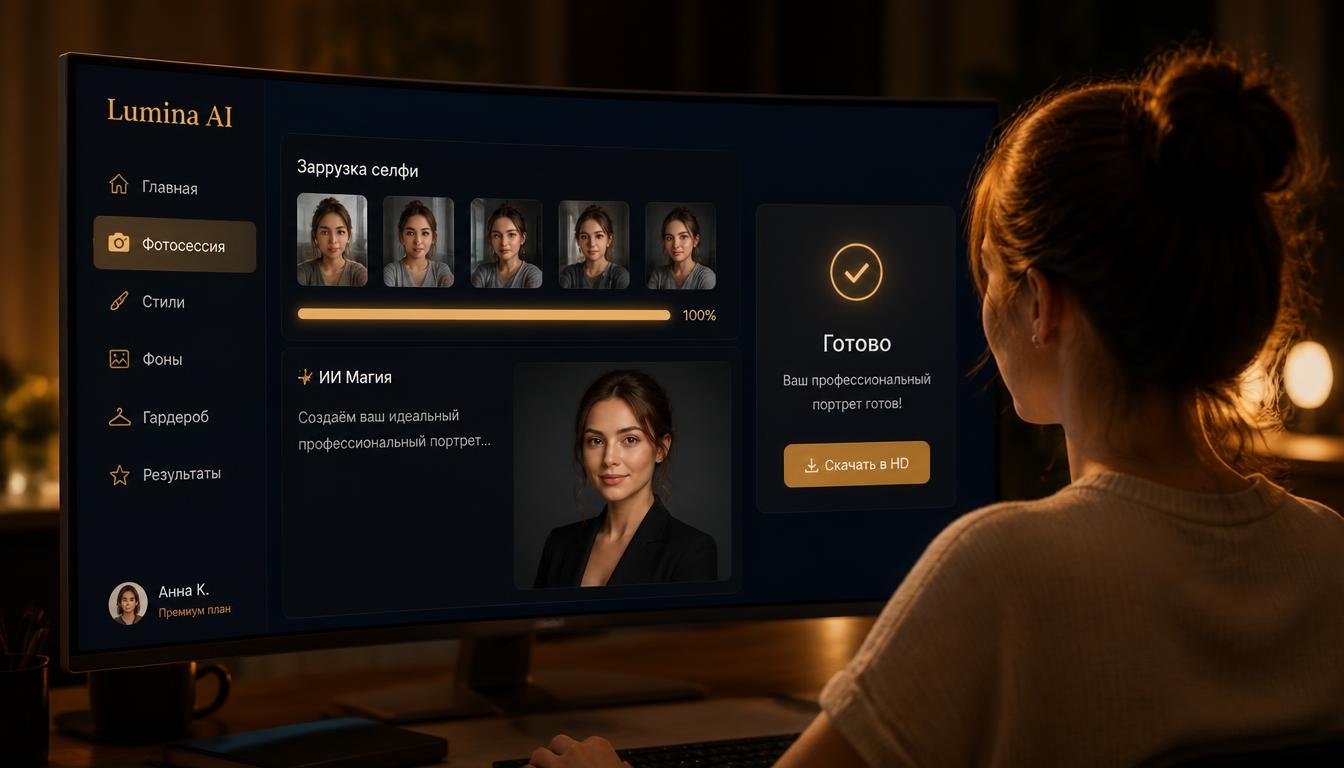 Lumina AI
Главная
Фотосессия
Стили
Фоны
Гардероб
Результаты
Анна К.
Премиум план
Заррузка селфи
100%
ИИ Магия
Создаём ваш идеальный
профессиональный портрет...
Готово
Ваш профессиональный
портрет готов!
Скачать в HD